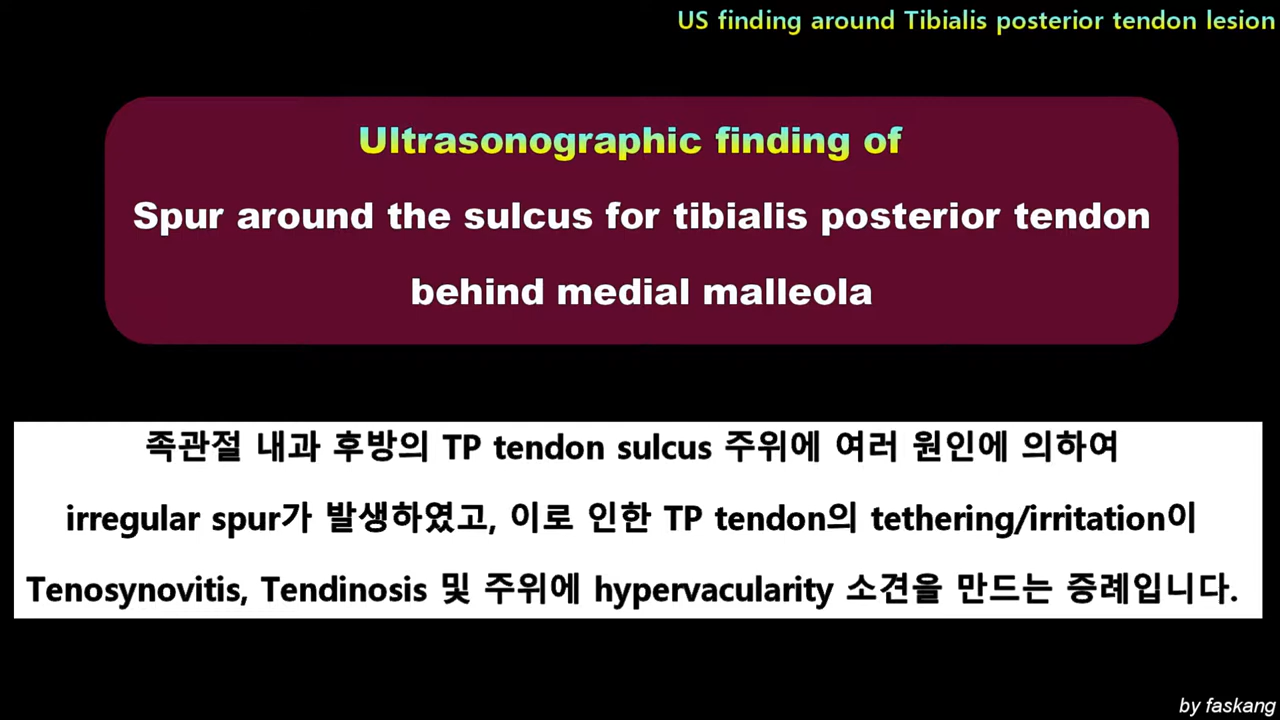 US finding around Tibialis posterior tendon lesion
Ultrasonographic finding of
Spur around the sulcus for tibialis posterior tendon
behind medial malleola
족관절 내과 후방의 TP tendon sulcus 주위에 여러 원인에 의하여
irregular spur가 발생하였고, 이로 인한 TP tendon의 tethering/irritation이
Tenosynovitis, Tendinosis 및 주위에 hypervacularity 소견을 만드는 증례입니다.
by faskang